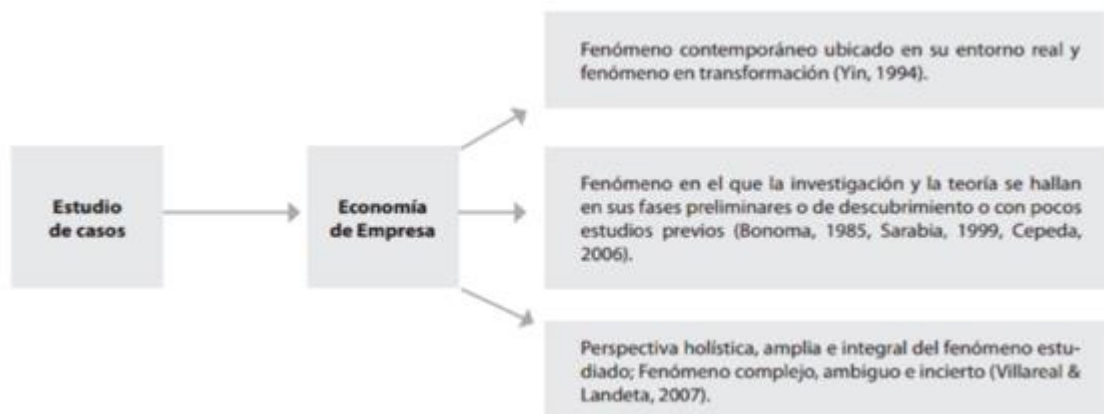 Estudio
de casos
Economía
de Empresa
Fenómeno contemporáneo ubicado en su entorno real y
fenómeno en transformación (Yin, 1994).
Fenómeno en el que la investigación y la teoría se hallan
en sus fases preliminares o de descubrimiento o con pocos
estudios previos (Bonoma, 1985, Sarabia, 1999, Cepeda,
2006).
Perspectiva holística, amplia e integral del fenómeno estu-
diado; Fenómeno complejo, ambiguo e incierto (Villareal &
Landeta, 2007).